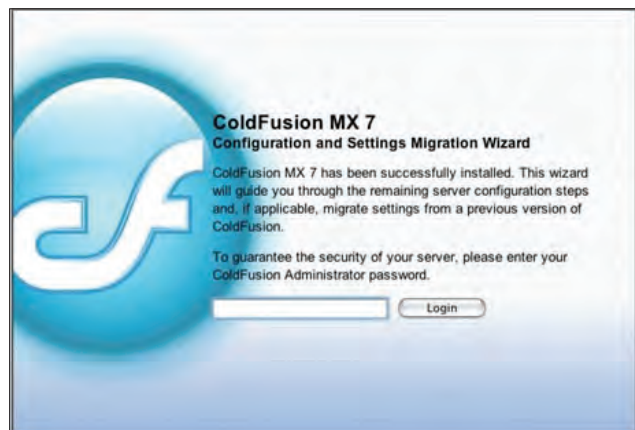 ColdFusion MX 7
Configuration and Settings Migration Wizard
ColdFusion MX 7 has been successfully installed. This wizard
will guide you through the remaining server configuration steps
and, if applicable, migrate settings from a previous version of
ColdFusion.
To guarantee the security of your server, please enter your
ColdFusion Administrator password.
Login